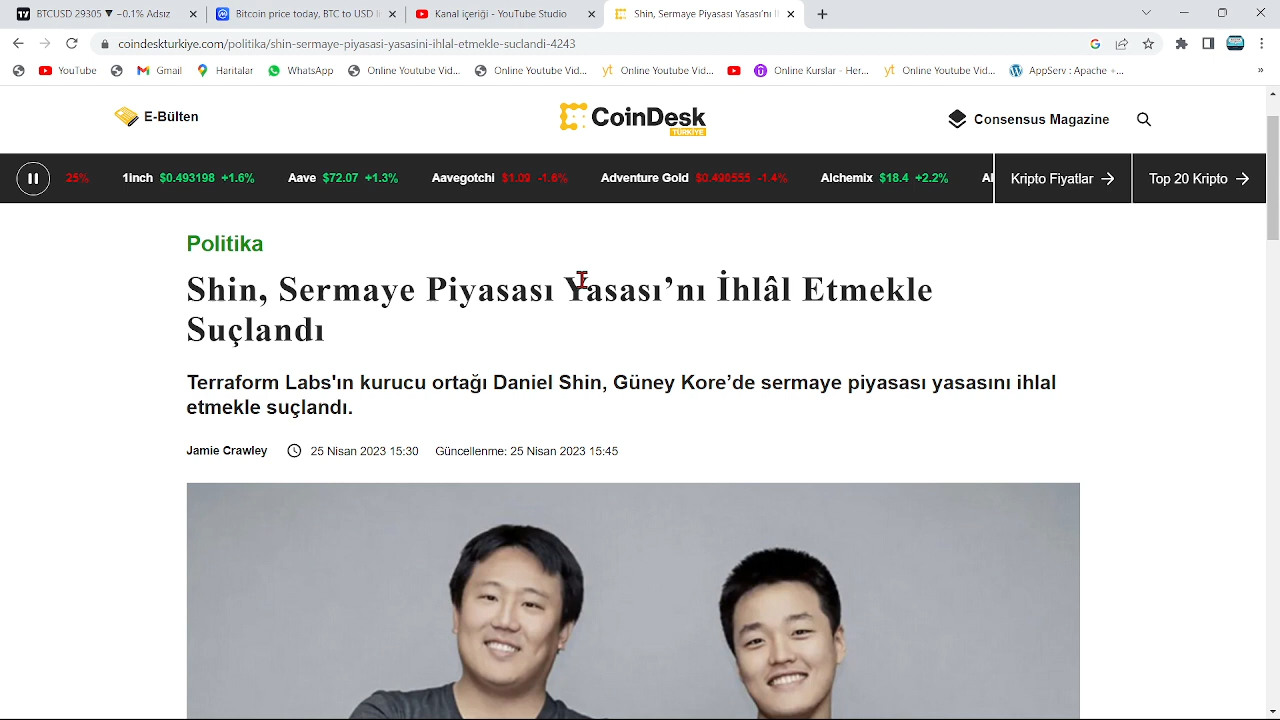 BTCUSD 29305 ▼ −0.1% Adsız
Bitcoin price today, BTC to USD li
Kanal içeriği - YouTube Studio
Shin, Sermaye Piyasası Yasası'nı İ
coindeskturkiye.com/politika/shin-sermaye-piyasasi-yasasini-ihlal-etmekle-suclandi-4243
YouTube
Gmail
Haritalar
WhatsApp
Online Youtube Vid...
Online Youtube Vid...
Online Youtube Vid...
Online Kurslar - Her...
Online Youtube Vid...
AppServ : Apache +...
»
E-Bülten
CoinDesk
TÜRKİYE
Consensus Magazine
25%
1Inch $0.493198 +1.6%
Aave $72.07 +1.3%
Aavegotchi $1.09 -1.6%
Adventure Gold $0.490555 -1.4%
Alchemix $18.4 +2.2%
Al
Kripto Fiyatlar →
Top 20 Kripto →
Politika
Shin, Sermaye Piyasası Yasası’nı İhlâl Etmekle
Suçlandı
Terraform Labs'ın kurucu ortağı Daniel Shin, Güney Kore’de sermaye piyasası yasasını ihlal
etmekle suçlandı.
Jamie Crawley
25 Nisan 2023 15:30
Güncellenme: 25 Nisan 2023 15:45